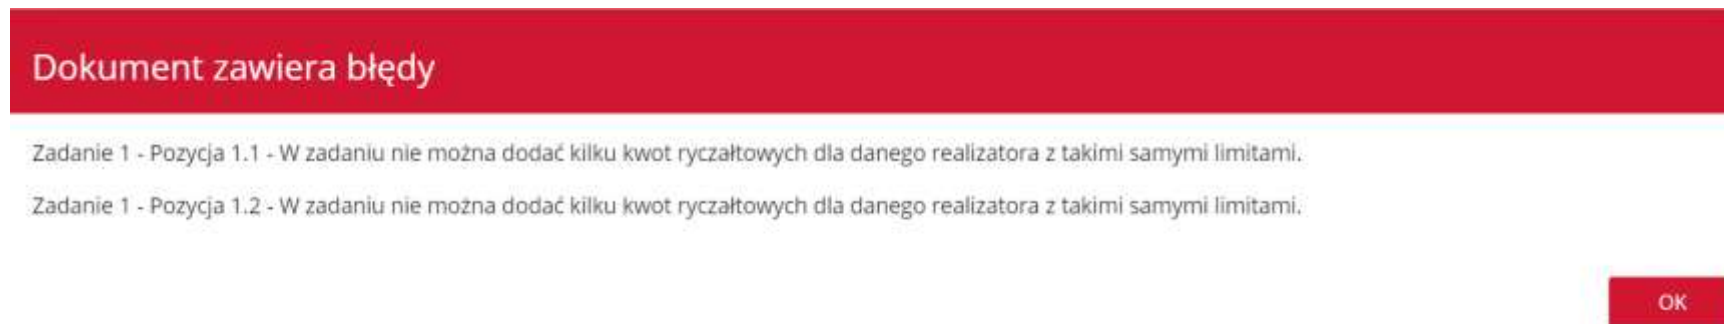 Dokument zawiera błędy
Zadanie 1 - Pozycja 1.1 - W zadaniu nie można dodać kilku kwot ryczałtowych dla danego realizatora z takimi samymi limitami.
Zadanie 1 - Pozycja 1.2 - W zadaniu nie można dodać kilku kwot ryczałtowych dla danego realizatora z takimi samymi limitami.
OK